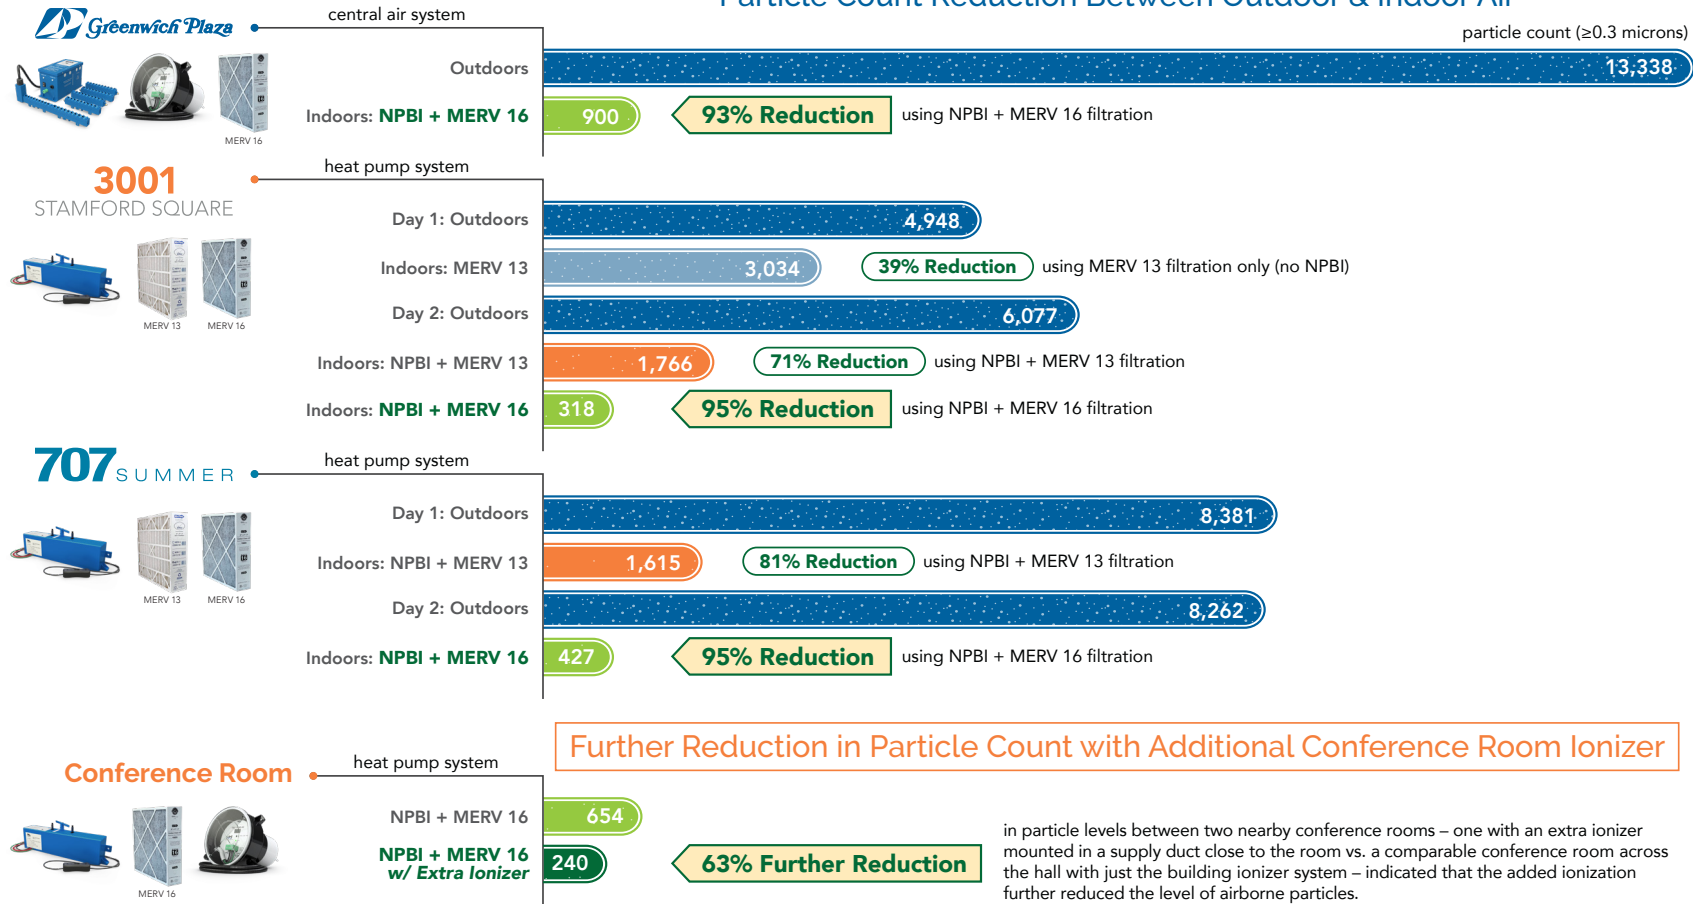 Particle Count Reduction Between Outdoor & Indoor Air
Greenwich Plaza
central air system
particle count (≥0.3 microns)
Outdoors
13,338
Indoors: NPBI + MERV 16
900
93% Reduction
using NPBI + MERV 16 filtration
MERV 16
3001
STAMFORD SQUARE
heat pump system
Day 1: Outdoors
4,948
Indoors: MERV 13
3,034
39% Reduction
using MERV 13 filtration only (no NPBI)
Day 2: Outdoors
6,077
MERV 13
MERV 16
Indoors: NPBI + MERV 13
1,766
71% Reduction
using NPBI + MERV 13 filtration
Indoors: NPBI + MERV 16
318
95% Reduction
using NPBI + MERV 16 filtration
707 SUMMER
heat pump system
Day 1: Outdoors
8,381
Indoors: NPBI + MERV 13
1,615
81% Reduction
using NPBI + MERV 13 filtration
MERV 13
MERV 16
Day 2: Outdoors
8,262
Indoors: NPBI + MERV 16
427
95% Reduction
using NPBI + MERV 16 filtration
Further Reduction in Particle Count with Additional Conference Room Ionizer
Conference Room
heat pump system
NPBI + MERV 16
654
NPBI + MERV 16
w/ Extra Ionizer
240
63% Further Reduction
MERV 16
in particle levels between two nearby conference rooms – one with an extra ionizer
mounted in a supply duct close to the room vs. a comparable conference room across
the hall with just the building ionizer system – indicated that the added ionization
further reduced the level of airborne particles.